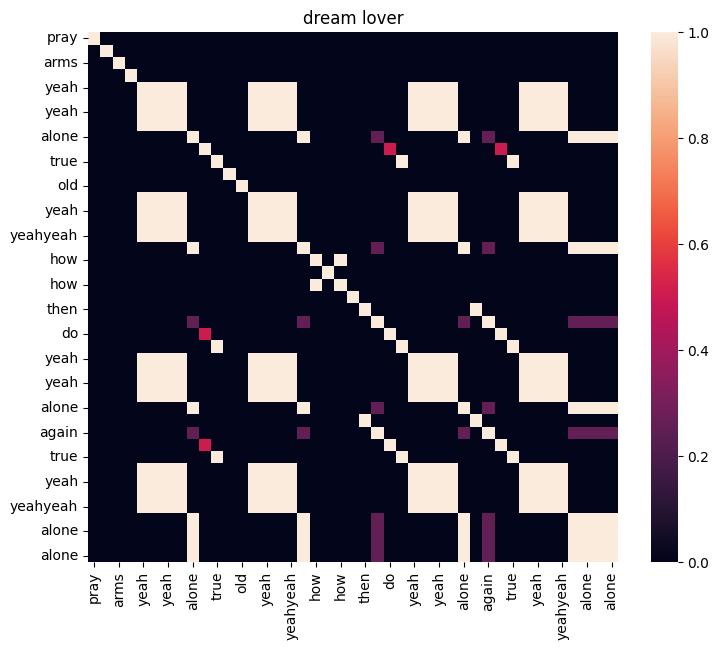 dream lover
pray
arms
yeah
yeah
alone
true
old
yeah
yeahyeah
how
how
then
do
yeah
yeah
alone
again
true
yeah
yeahyeah
alone
alone
1.0
0.8
0.6
0.4
0.2
0.0
pray
arms
yeah
yeah
alone
true
old
yeah
yeahyeah
how
how
then
do
yeah
yeah
alone
again
true
yeah
yeahyeah
alone
alone